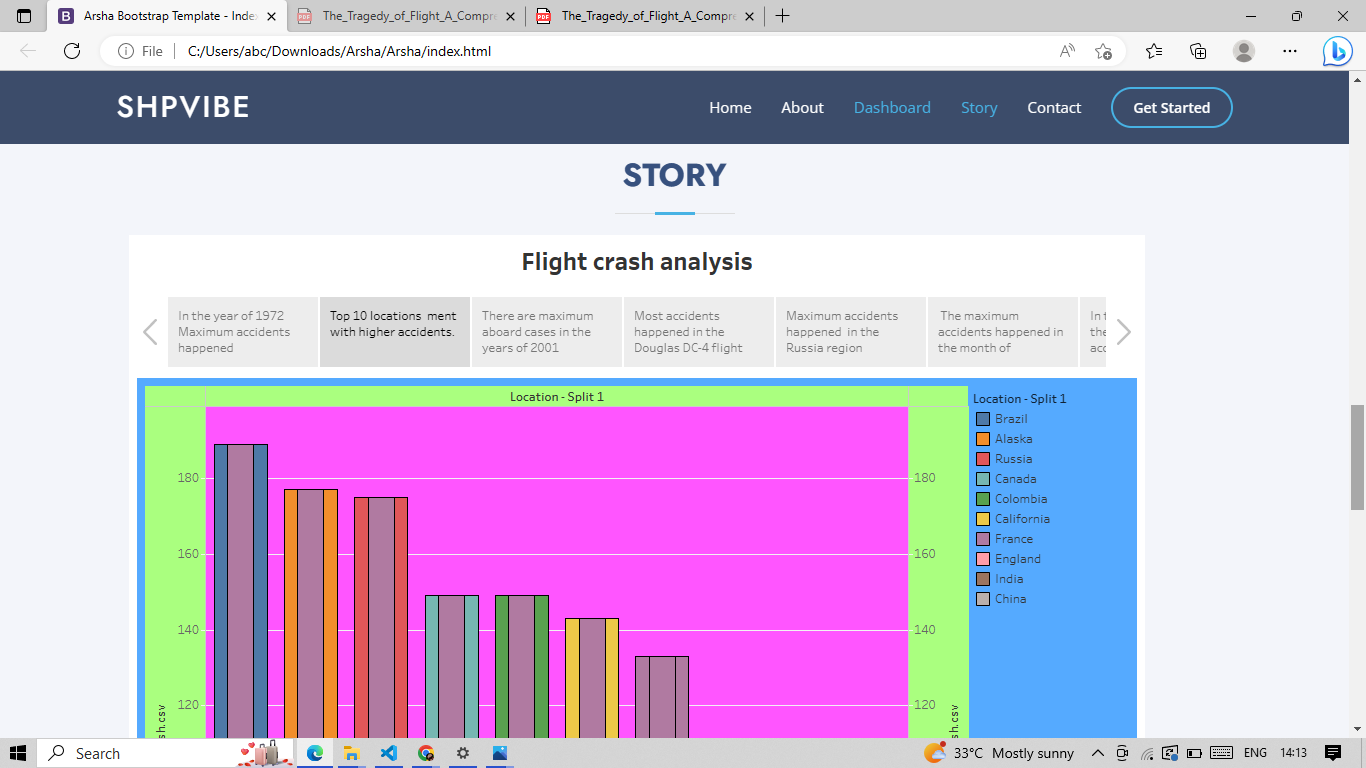 Arsha Bootstrap Template - Index
The_Tragedy_of_Flight_A_Compre
The_Tragedy_of_Flight_A_Compre
File
C:/Users/abc/Downloads/Arsha/Arsha/index.html
SHPVIBE
Home About Dashboard Story Contact Get Started
STORY
Flight crash analysis
In the year of 1972
Maximum accidents
happened
Top 10 locations ment
with higher accidents.
There are maximum
aboard cases in the
years of 2001
Most accidents
happened in the
Douglas DC-4 flight
Maximum accidents
happened in the
Russia region
The maximum
accidents happened in
the month of
Location - Split 1
180
160
140
120
sh.csv
180
160
140
120
sh.csv
Location - Split 1
Brazil
Alaska
Russia
Canada
Colombia
California
France
England
India
China
Search
33°C Mostly sunny
ENG
14:13